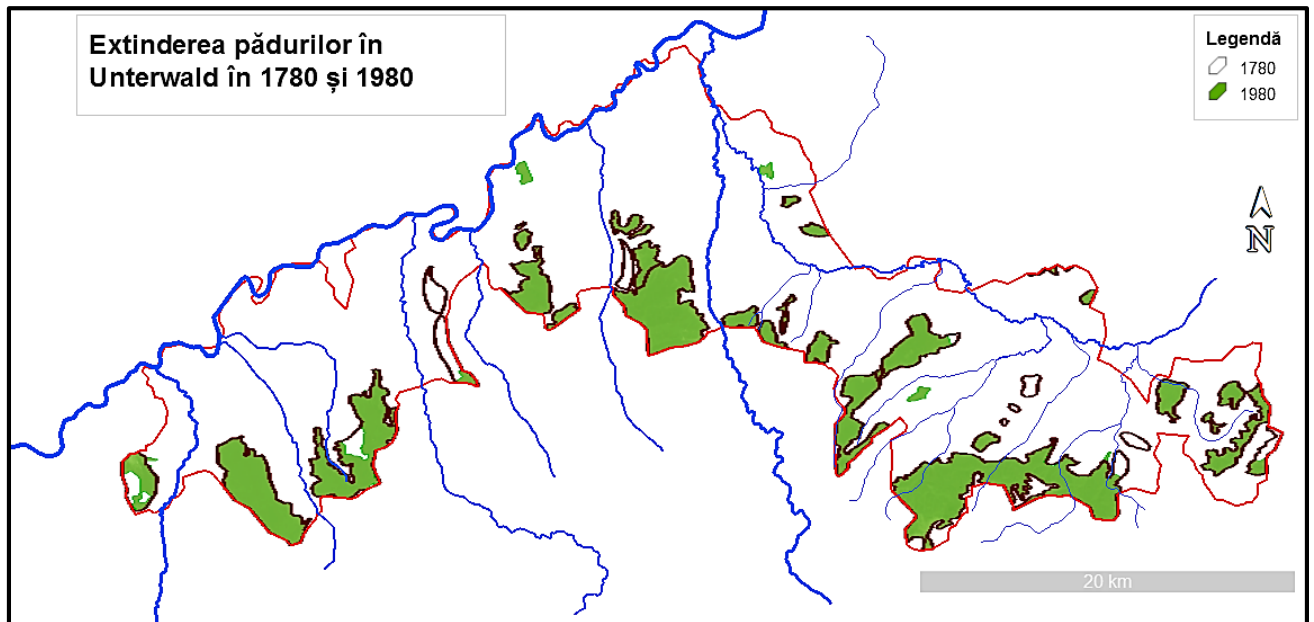 Extinderea pădurilor în
Unterwald în 1780 și 1980
Legendă
1780
1980
N
20 km